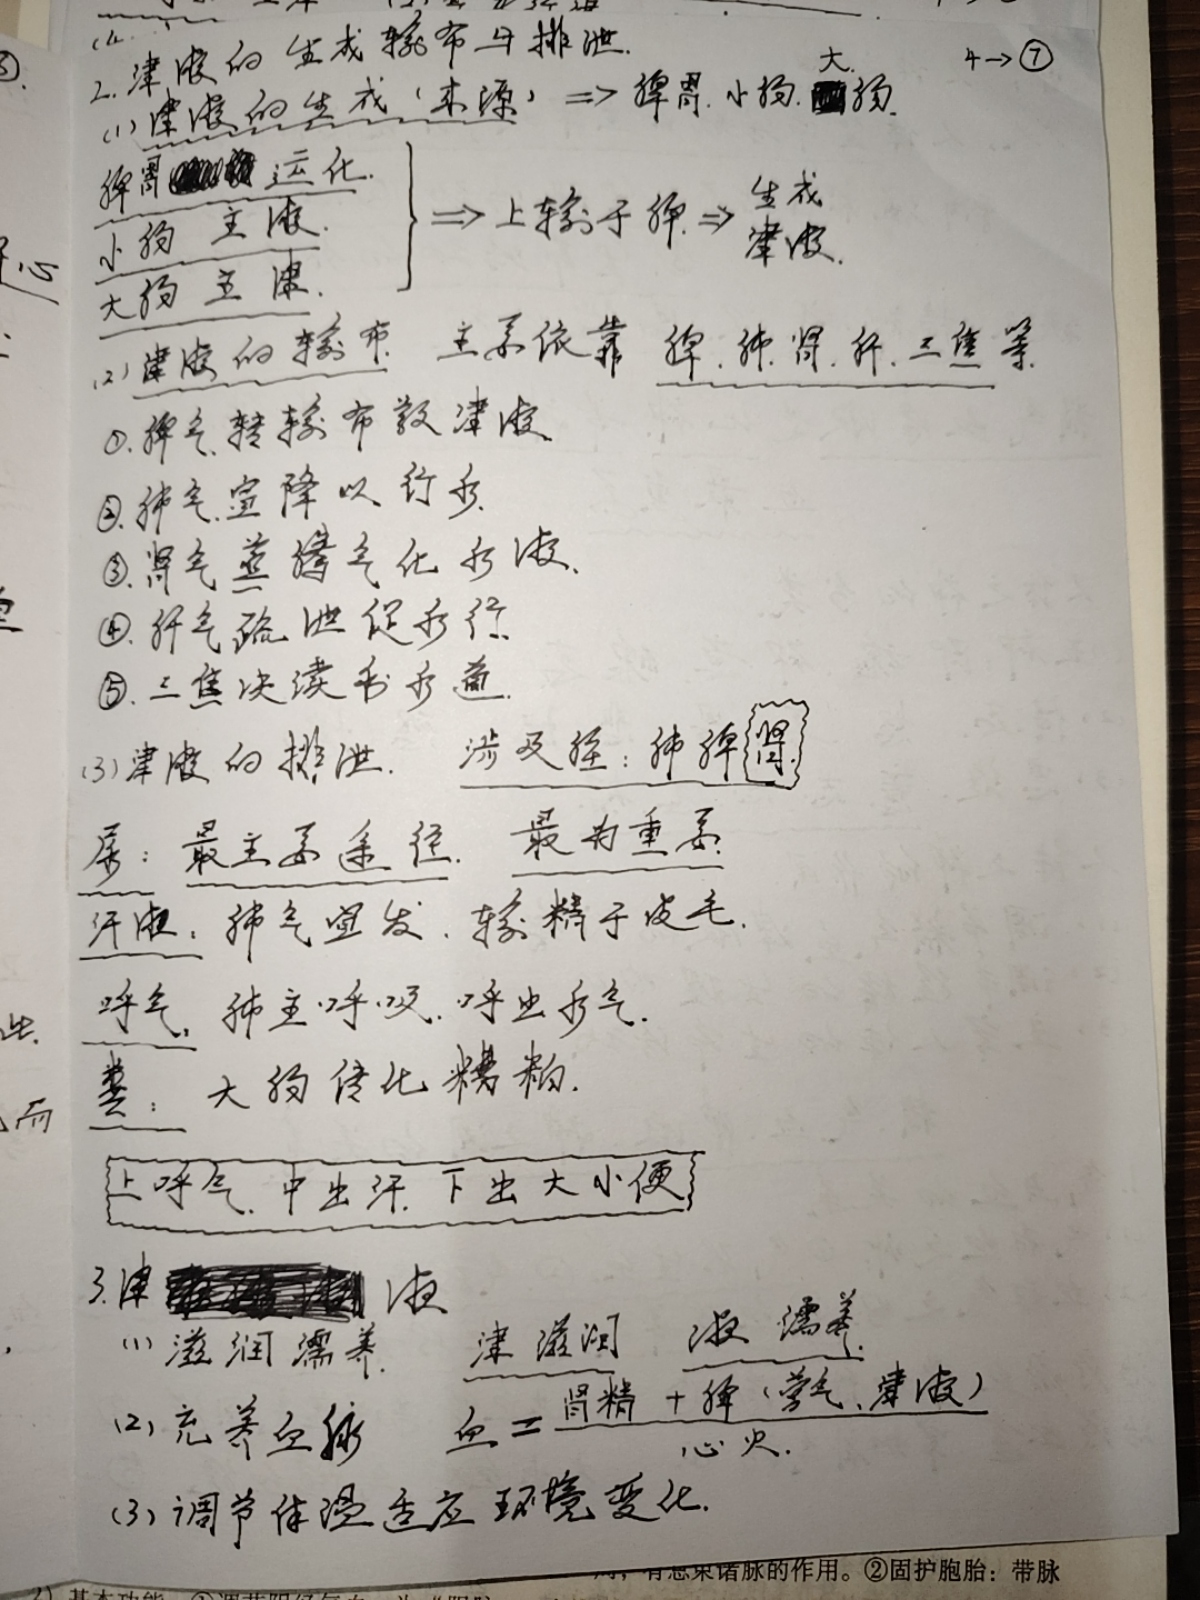 4→⑦
2.津液的生成输布与排泄.
(1)津液的生成(来源)⇒脾胃.小肠.大肠.
脾胃运化.
小肠 主液.
大肠 主津.
⇒上输于脾⇒生成津液.
(2)津液的输布 主要依靠 脾.肺.肾.肝.三焦等.
①.脾气转输布散津液.
②.肺气宣降以行水.
③.肾气蒸腾气化水液.
④.肝气疏泄促水行.
⑤.三焦决渎利水道.
(3)津液的排泄. 涉及脏:肺脾肾.
尿:最主要途径. 最为重要.
汗液:肺气宣发.输精于皮毛.
呼气.肺主呼吸.呼出水气.
粪:大肠传化糟粕.
上呼气.中出汗.下出大小便
3.津液
(1)滋润濡养. 津滋润 液濡养.
(2)充养血脉 血=肾精+脾(营气、津液)
心火.
(3)调节体温适应环境变化.
有总束诸脉的作用。②固护胞胎：带脉